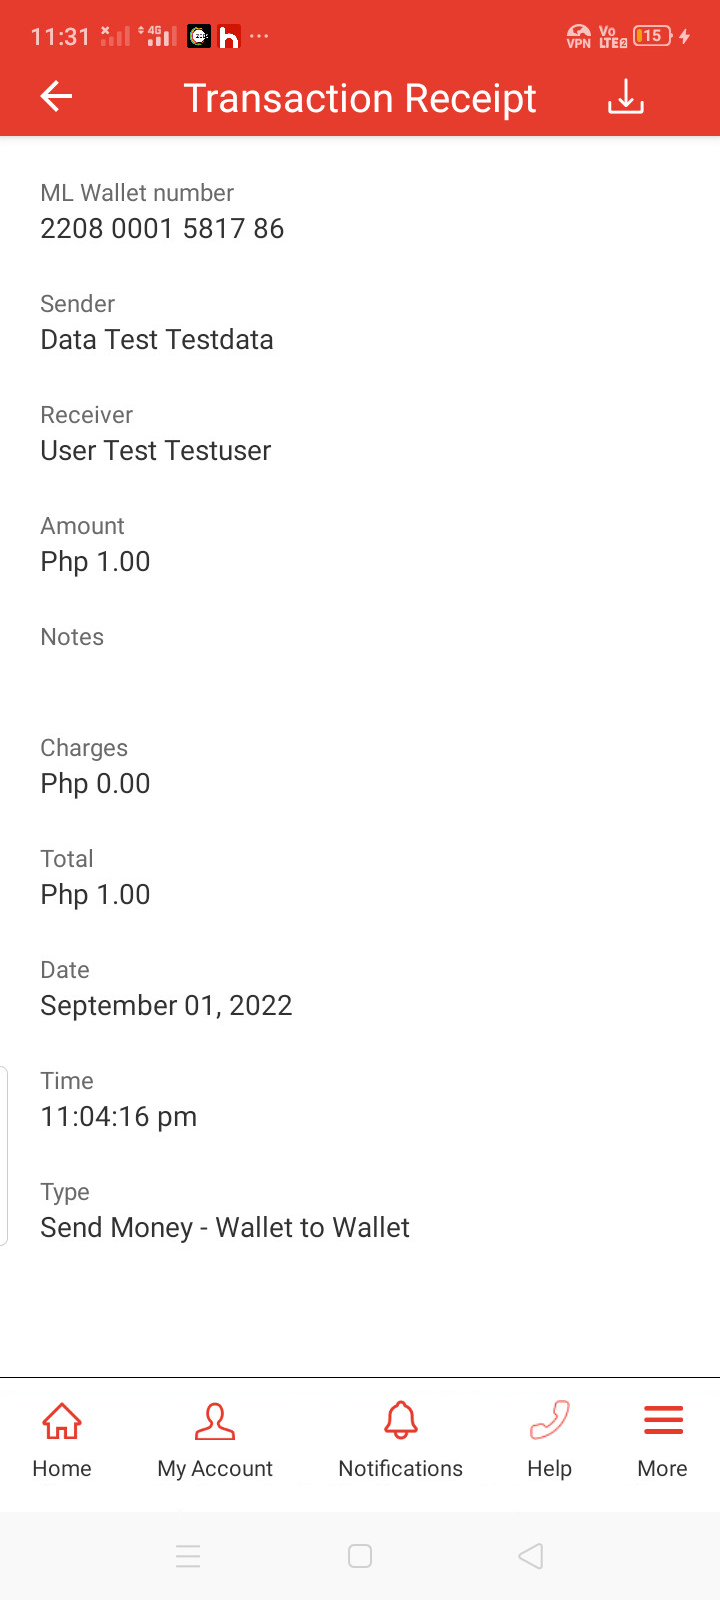 11:31 4G VPN Vo LTE2 15
Transaction Receipt
ML Wallet number
2208 0001 5817 86
Sender
Data Test Testdata
Receiver
User Test Testuser
Amount
Php 1.00
Notes
Charges
Php 0.00
Total
Php 1.00
Date
September 01, 2022
Time
11:04:16 pm
Type
Send Money - Wallet to Wallet
Home My Account Notifications Help More